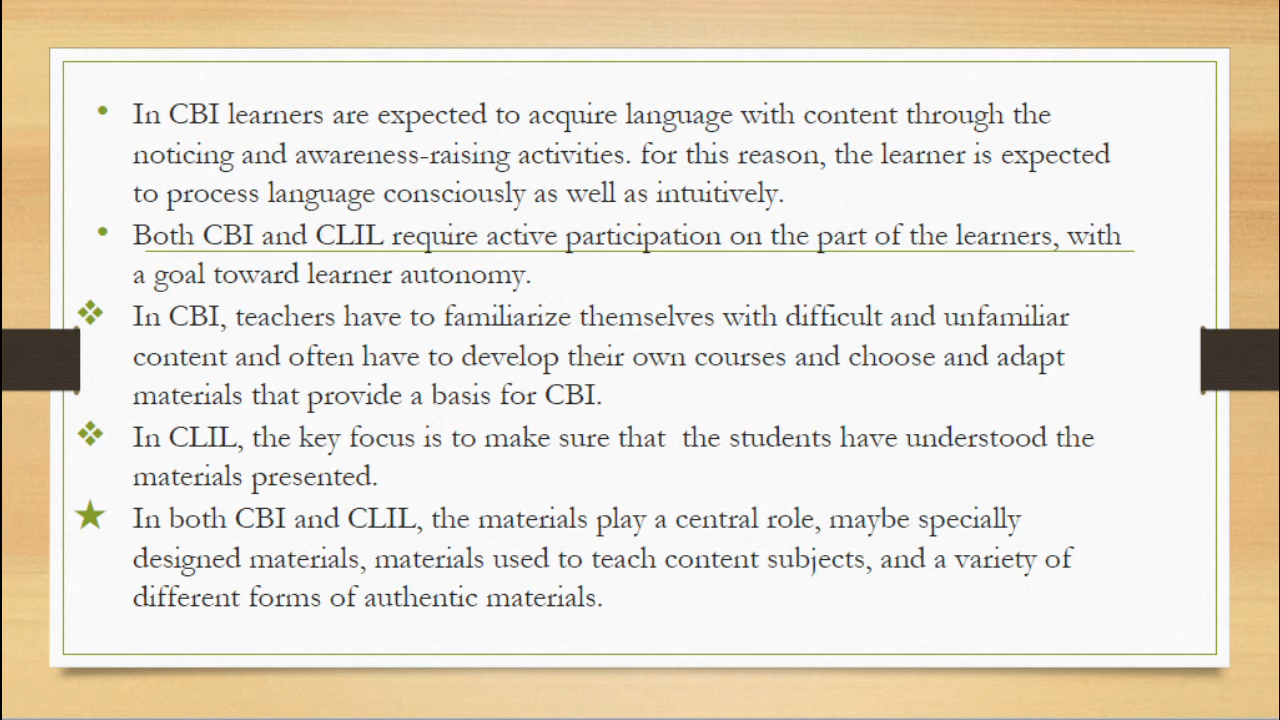 • In CBI learners are expected to acquire language with content through the
noticing and awareness-raising activities. for this reason, the learner is expected
to process language consciously as well as intuitively.
• Both CBI and CLIL require active participation on the part of the learners, with
a goal toward learner autonomy.
❖ In CBI, teachers have to familiarize themselves with difficult and unfamiliar
content and often have to develop their own courses and choose and adapt
materials that provide a basis for CBI.
❖ In CLIL, the key focus is to make sure that  the students have understood the
materials presented.
★ In both CBI and CLIL, the materials play a central role, maybe specially
designed materials, materials used to teach content subjects, and a variety of
different forms of authentic materials.